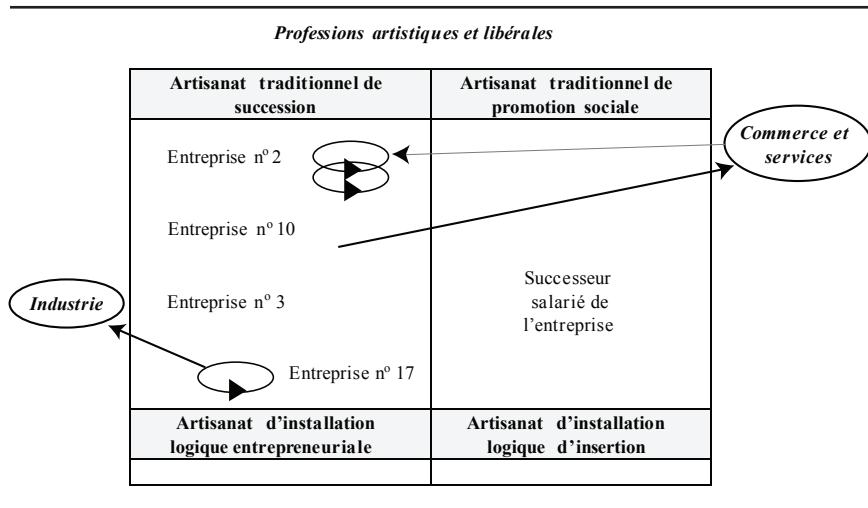 Professions artistiques et libérales
Artisanat traditionnel de
succession
Artisanat traditionnel de
promotion sociale
Commerce et
services
Entreprise nº 2
Entreprise nº 10
Industrie
Entreprise nº 3
Successeur
salarié de
l’entreprise
Entreprise nº 17
Artisanat d’installation
logique entrepreneuriale
Artisanat d’installation
logique d’insertion